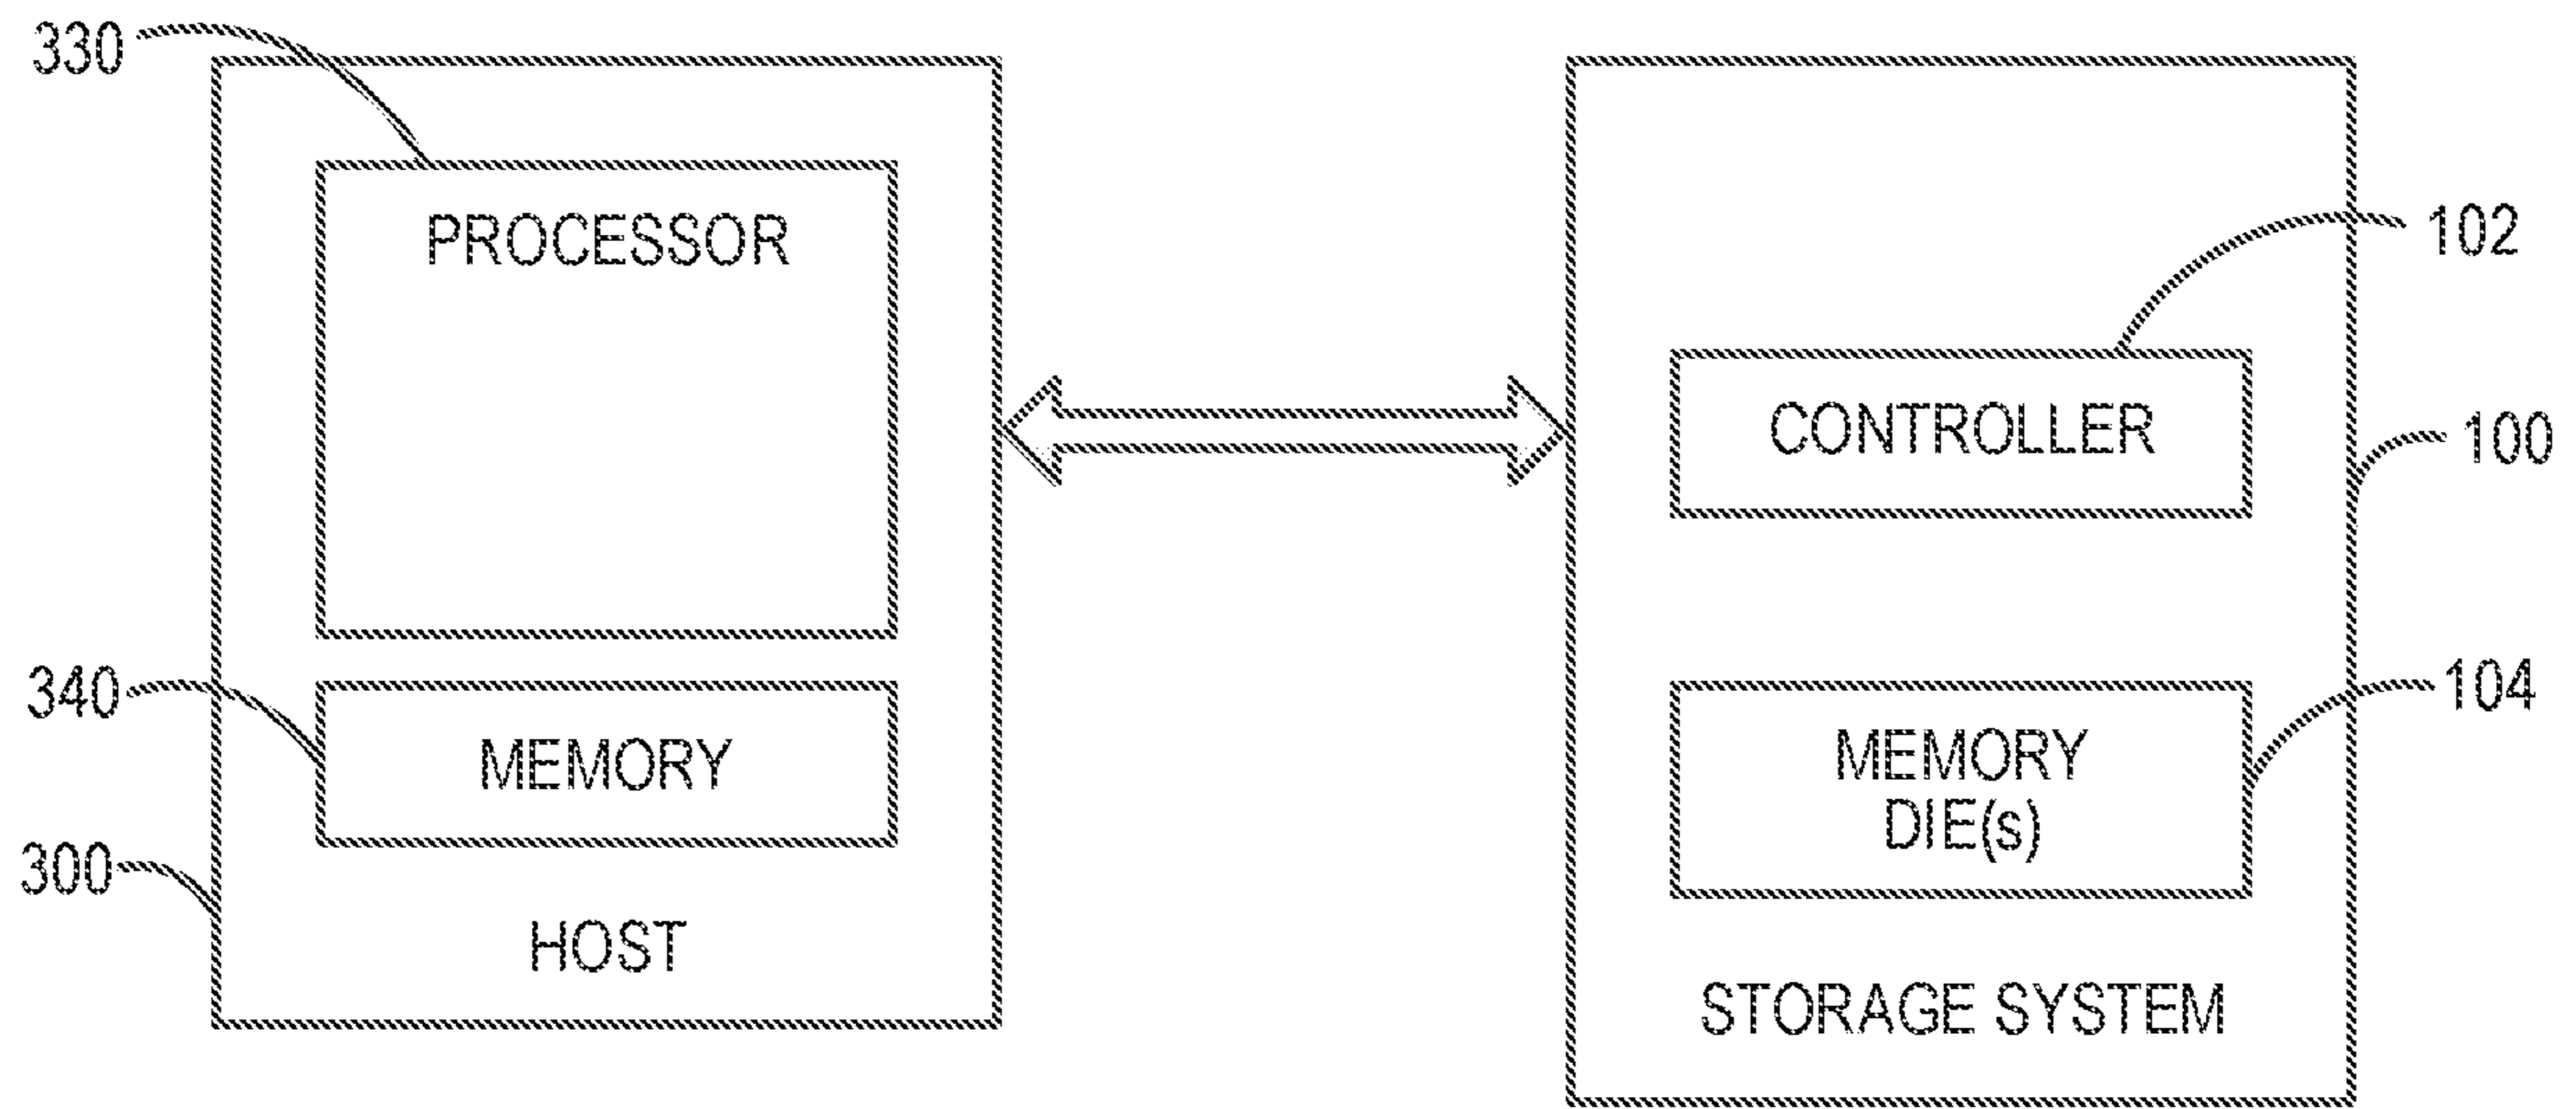 330
PROCESSOR
340
MEMORY
300
HOST
102
CONTROLLER
100
104
MEMORY
DIE(s)
STORAGE SYSTEM